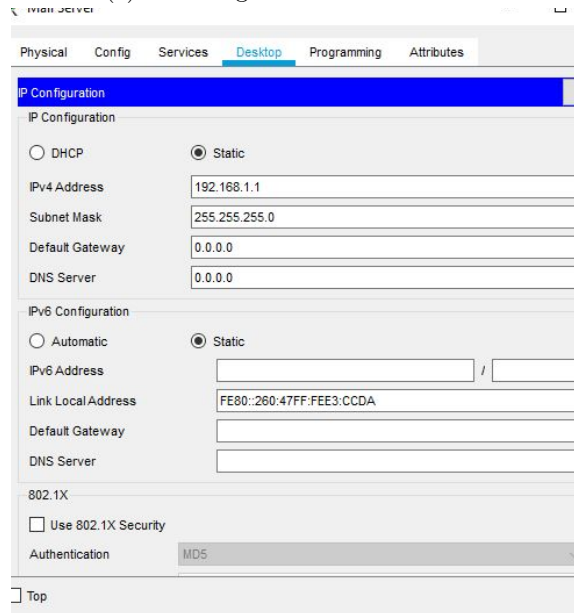 Mail Server
Physical Config Services Desktop Programming Attributes
IP Configuration
IP Configuration
DHCP Static
IPv4 Address 192.168.1.1
Subnet Mask 255.255.255.0
Default Gateway 0.0.0.0
DNS Server 0.0.0.0
IPv6 Configuration
Automatic Static
IPv6 Address /
Link Local Address FE80::260:47FF:FEE3:CCDA
Default Gateway
DNS Server
802.1X
Use 802.1X Security
Authentication MD5
Top